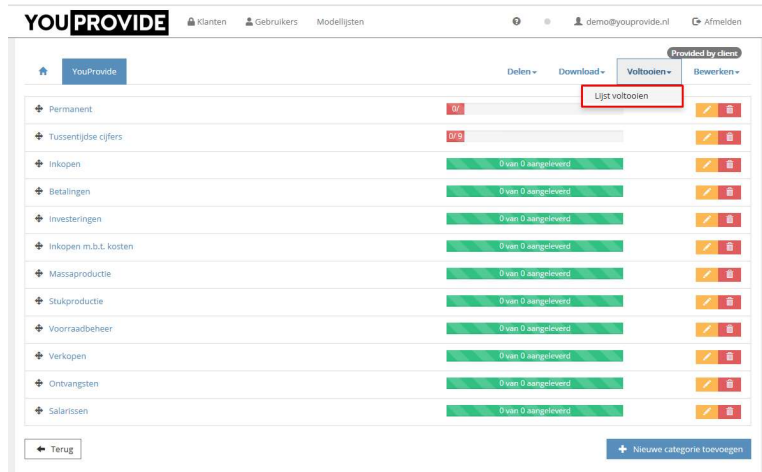 YOUPROVIDE Klanten Gebruikers Modellijsten demo@youprovide.nl Afmelden
Provided by client
YouProvide Delen Download Voltooien Bewerken
Lijst voltooien
Permanent 0/
Tussentijdse cijfers 0/ 9
Inkopen 0 van 0 aangeleverd
Betalingen 0 van 0 aangeleverd
Investeringen 0 van 0 aangeleverd
Inkopen m.b.t. kosten 0 van 0 aangeleverd
Massaproductie 0 van 0 aangeleverd
Stukproductie 0 van 0 aangeleverd
Voorraadbeheer 0 van 0 aangeleverd
Verkopen 0 van 0 aangeleverd
Ontvangsten 0 van 0 aangeleverd
Salarissen 0 van 0 aangeleverd
Terug Nieuwe categorie toevoegen